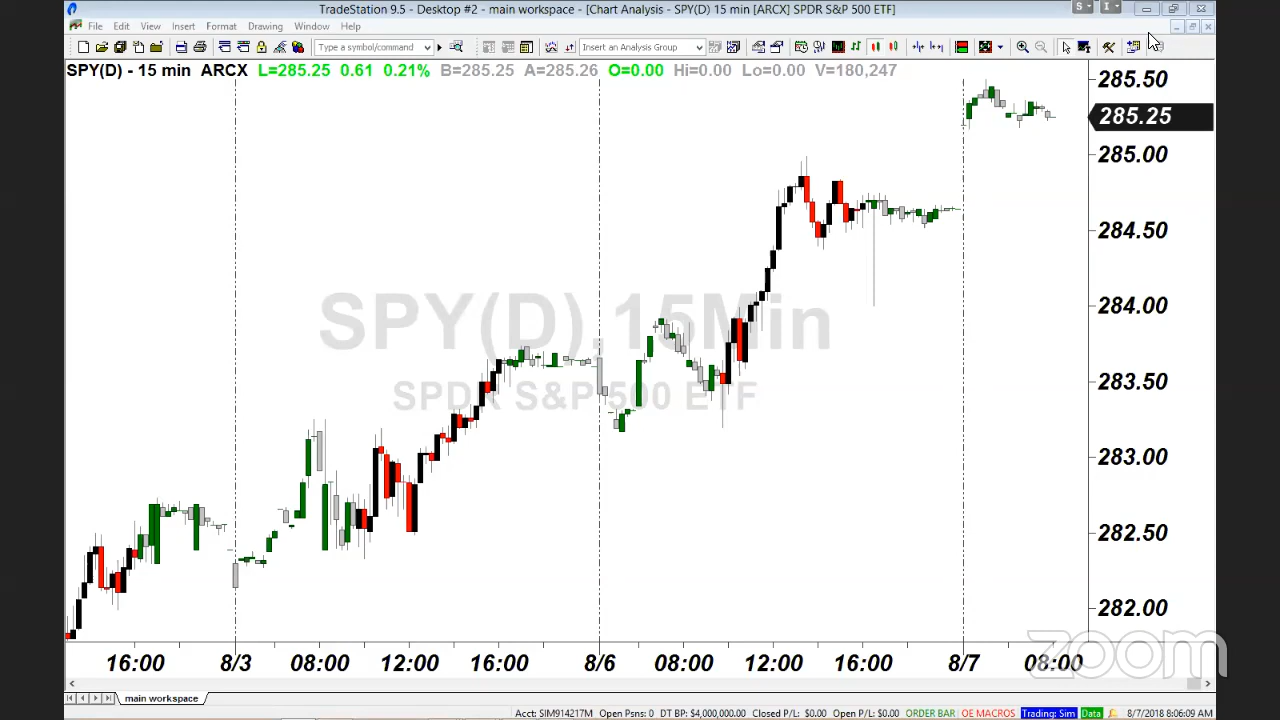 TradeStation 9.5 - Desktop #2 - main workspace - [Chart Analysis - SPY(D) 15 min [ARCX] SPDR S&P 500 ETF]
File Edit View Insert Format Drawing Window Help
Type a symbol/command
Insert an Analysis Group
SPY(D) - 15 min ARCX L=285.25 0.61 0.21% B=285.25 A=285.26 O=0.00 Hi=0.00 Lo=0.00 V=180,247
285.50
285.25
285.00
284.50
284.00
283.50
283.00
282.50
282.00
SPY(D),15Min
SPDR S&P 500 ETF
16:00 8/3 08:00 12:00 16:00 8/6 08:00 12:00 16:00 8/7 08:00
zoom
main workspace
Acct: SIM914217M Open Psns: 0 DT BP: $4,000,000.00 Closed P/L: $0.00 Open P/L: $0.00 ORDER BAR OE MACROS Trading: Sim Data 8/7/2018 8:06:09 AM